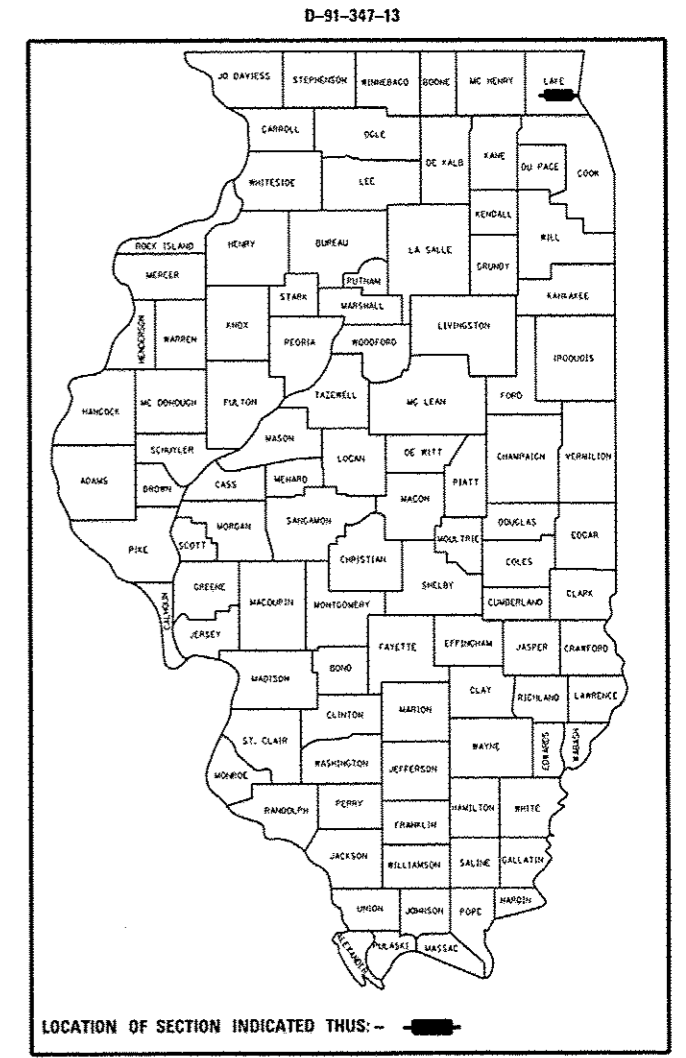 D-91-347-13
JO DAVIESS STEPHENSON WINNEBAGO BOONE MC HENRY LAKE
CARROLL OGLE DE KALB KANE DU PAGE COOK
WHITESIDE LEE KENDALL WILL
ROCK ISLAND HENRY BUREAU LA SALLE GRUNDY
MERCER PUTNAM KANKAKEE
HENDERSON WARREN KNOX STARK MARSHALL LIVINGSTON
PEORIA WOODFORD IROQUOIS
HANCOCK MC DONOUGH FULTON TAZEWELL MC LEAN FORD
SCHUYLER MASON LOGAN DE WITT CHAMPAIGN VERMILION
ADAMS BROWN CASS MENARD MACON PIATT
PIKE SCOTT MORGAN SANGAMON CHRISTIAN MOULTRIE DOUGLAS EDGAR
COLES
CALHOUN GREENE MACOUPIN MONTGOMERY SHELBY CUMBERLAND CLARK
JERSEY FAYETTE EFFINGHAM JASPER CRAWFORD
MADISON BOND
CLINTON MARION CLAY RICHLAND LAWRENCE
ST. CLAIR WASHINGTON JEFFERSON WAYNE EDWARDS WABASH
MONROE
RANDOLPH PERRY FRANKLIN HAMILTON WHITE
JACKSON WILLIAMSON SALINE GALLATIN
UNION JOHNSON POPE HARDIN
ALEXANDER PULASKI MASSAC
LOCATION OF SECTION INDICATED THUS: -